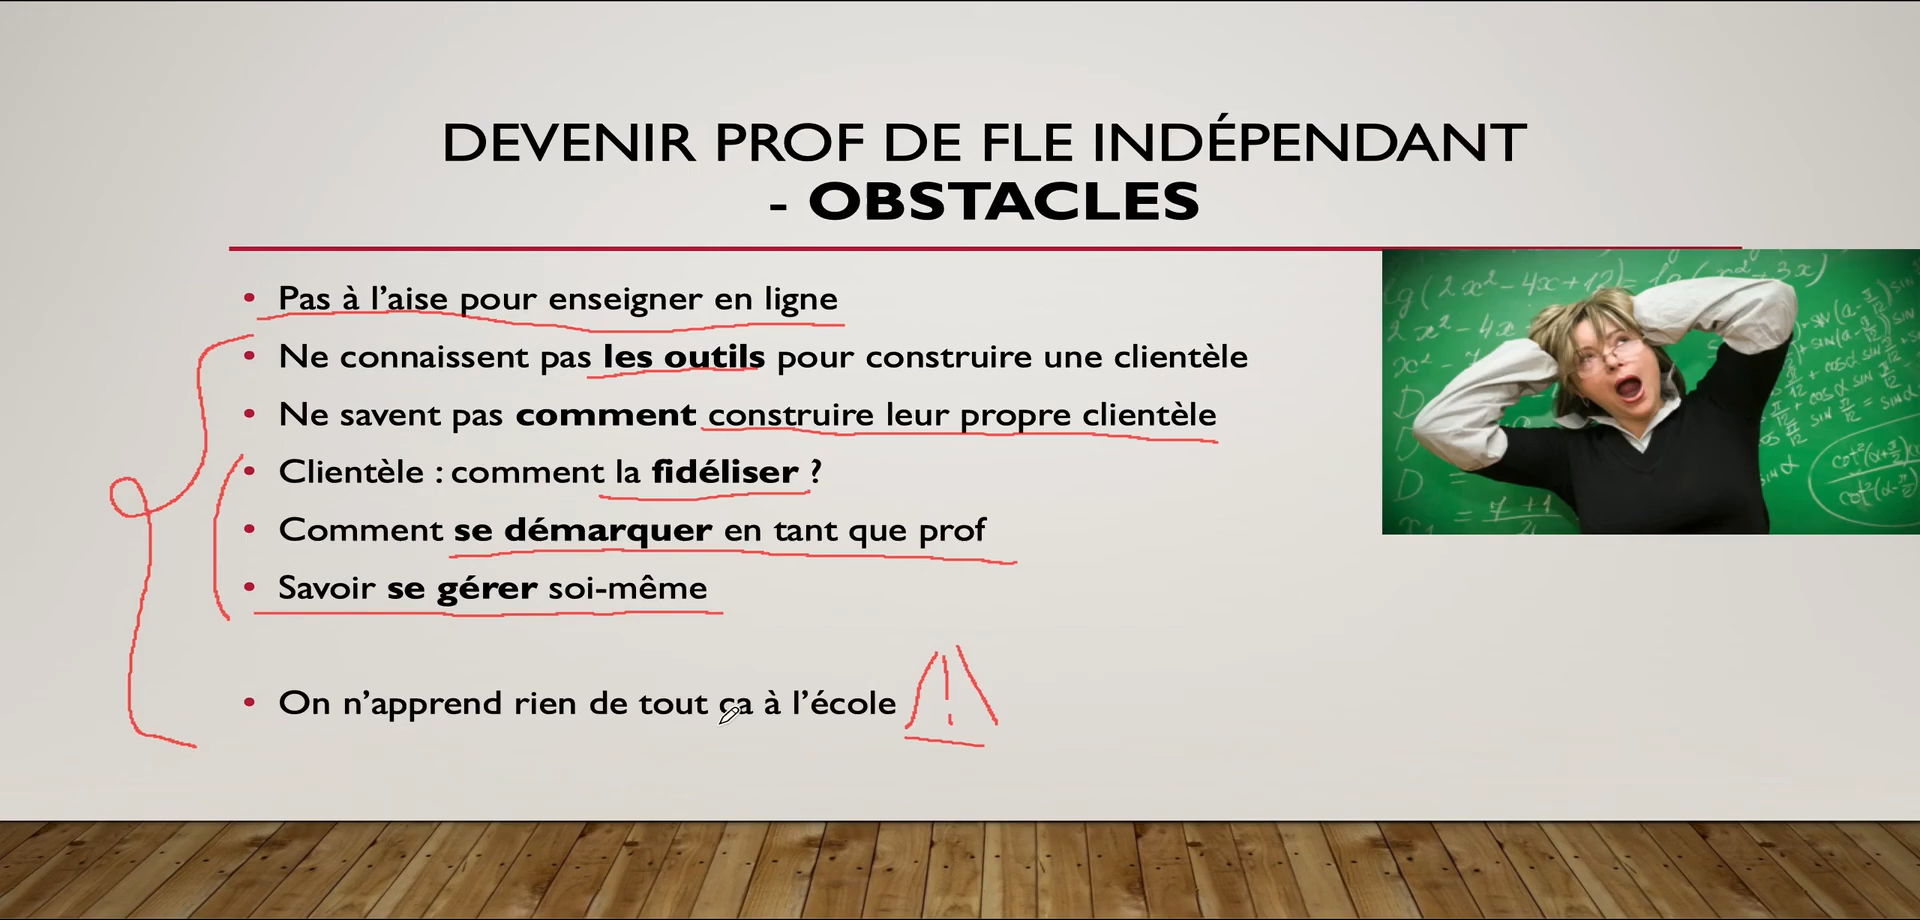 DEVENIR PROF DE FLE INDÉPENDANT
- OBSTACLES
• Pas à l’aise pour enseigner en ligne
• Ne connaissent pas les outils pour construire une clientèle
• Ne savent pas comment construire leur propre clientèle
• Clientèle : comment la fidéliser ?
• Comment se démarquer en tant que prof
• Savoir se gérer soi-même
• On n’apprend rien de tout ça à l’école